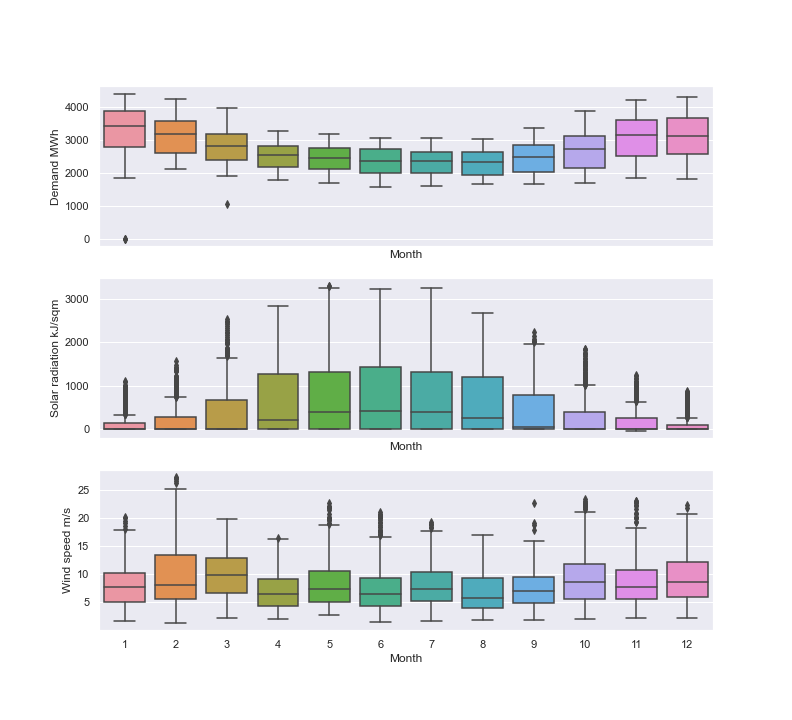 Demand MWh
4000
3000
2000
1000
0
Month
Solar radiation kJ/sqm
3000
2000
1000
0
Month
Wind speed m/s
25
20
15
10
5
1 2 3 4 5 6 7 8 9 10 11 12
Month